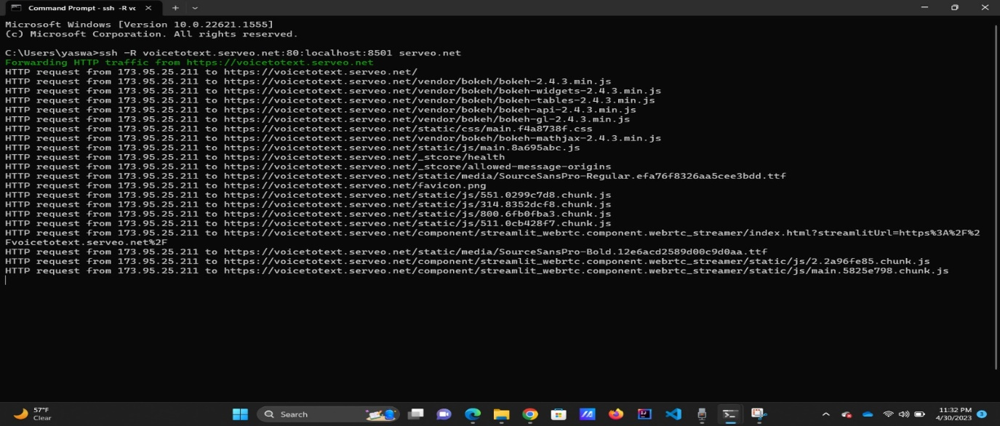 Command Prompt - ssh -R vc
Microsoft Windows [Version 10.0.22621.1555]
(c) Microsoft Corporation. All rights reserved.
C:\Users\yaswa>ssh -R voicetotext.serveo.net:80:localhost:8501 serveo.net
Forwarding HTTP traffic from https://voicetotext.serveo.net
HTTP request from 173.95.25.211 to https://voicetotext.serveo.net/
HTTP request from 173.95.25.211 to https://voicetotext.serveo.net/vendor/bokeh/bokeh-2.4.3.min.js
HTTP request from 173.95.25.211 to https://voicetotext.serveo.net/vendor/bokeh/bokeh-widgets-2.4.3.min.js
HTTP request from 173.95.25.211 to https://voicetotext.serveo.net/vendor/bokeh/bokeh-tables-2.4.3.min.js
HTTP request from 173.95.25.211 to https://voicetotext.serveo.net/vendor/bokeh/bokeh-api-2.4.3.min.js
HTTP request from 173.95.25.211 to https://voicetotext.serveo.net/vendor/bokeh/bokeh-gl-2.4.3.min.js
HTTP request from 173.95.25.211 to https://voicetotext.serveo.net/static/css/main.f4a8738f.css
HTTP request from 173.95.25.211 to https://voicetotext.serveo.net/vendor/bokeh/bokeh-mathjax-2.4.3.min.js
HTTP request from 173.95.25.211 to https://voicetotext.serveo.net/static/js/main.8a695abc.js
HTTP request from 173.95.25.211 to https://voicetotext.serveo.net/_stcore/health
HTTP request from 173.95.25.211 to https://voicetotext.serveo.net/_stcore/allowed-message-origins
HTTP request from 173.95.25.211 to https://voicetotext.serveo.net/static/media/SourceSansPro-Regular.efa76f8326aa5cee3bdd.ttf
HTTP request from 173.95.25.211 to https://voicetotext.serveo.net/favicon.png
HTTP request from 173.95.25.211 to https://voicetotext.serveo.net/static/js/551.0299c7d8.chunk.js
HTTP request from 173.95.25.211 to https://voicetotext.serveo.net/static/js/314.8352dcf8.chunk.js
HTTP request from 173.95.25.211 to https://voicetotext.serveo.net/static/js/800.6fb0fba3.chunk.js
HTTP request from 173.95.25.211 to https://voicetotext.serveo.net/static/js/511.0cb428f7.chunk.js
HTTP request from 173.95.25.211 to https://voicetotext.serveo.net/component/streamlit_webrtc.component.webrtc_streamer/index.html?streamlitUrl=https%3A%2F%2
Fvoicetotext.serveo.net%2F
HTTP request from 173.95.25.211 to https://voicetotext.serveo.net/static/media/SourceSansPro-Bold.12e6acd2589d00c9d0aa.ttf
HTTP request from 173.95.25.211 to https://voicetotext.serveo.net/component/streamlit_webrtc.component.webrtc_streamer/static/js/2.2a96fe85.chunk.js
HTTP request from 173.95.25.211 to https://voicetotext.serveo.net/component/streamlit_webrtc.component.webrtc_streamer/static/js/main.5825e798.chunk.js
57°F
Clear
Search
11:32 PM
4/30/2023
3